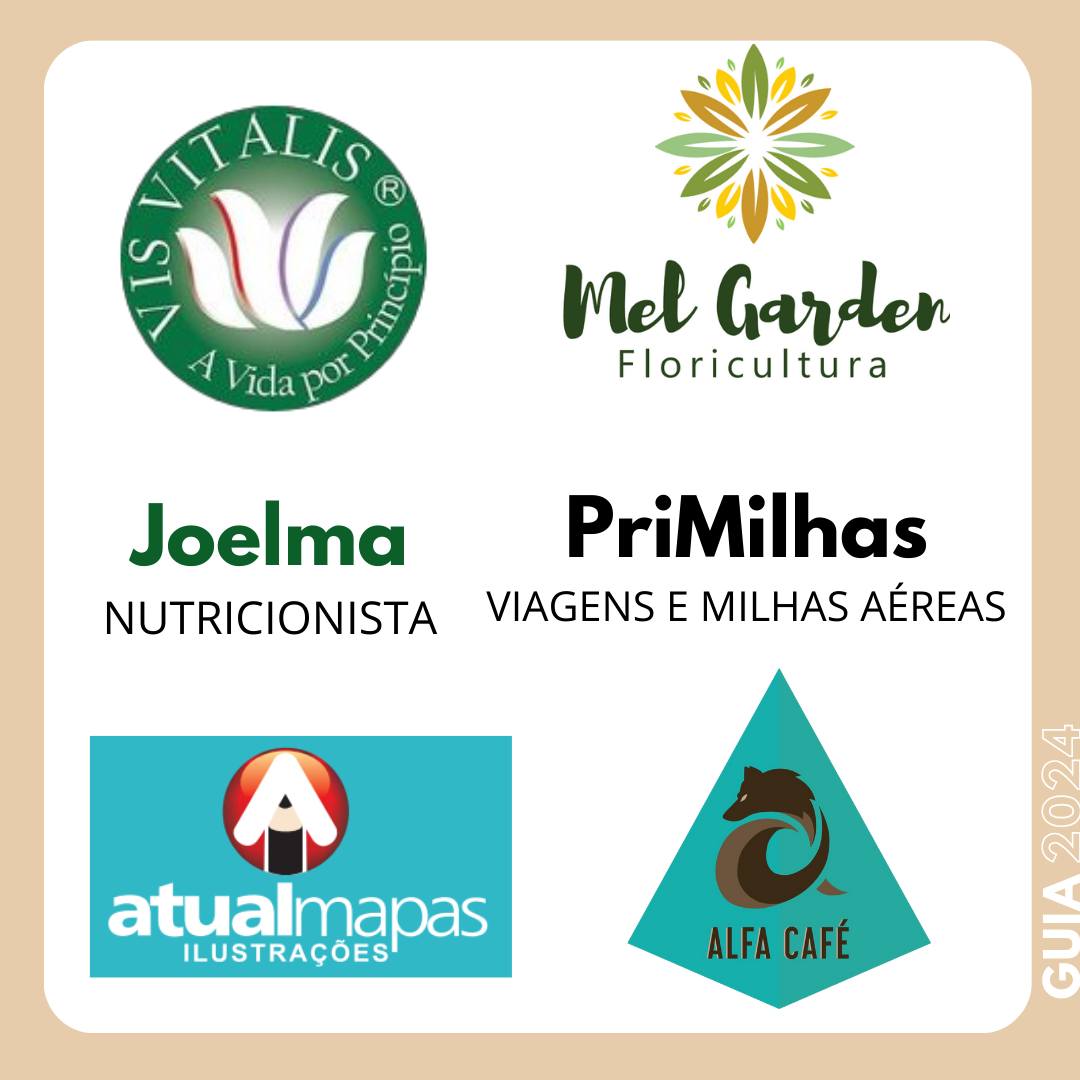 VIS VITALIS ®
A Vida por Princípio
Mel Garden
Floricultura
Joelma
NUTRICIONISTA
PriMilhas
VIAGENS E MILHAS AÉREAS
atualmapas
ILUSTRAÇÕES
ALFA CAFÉ
GUIA 2024